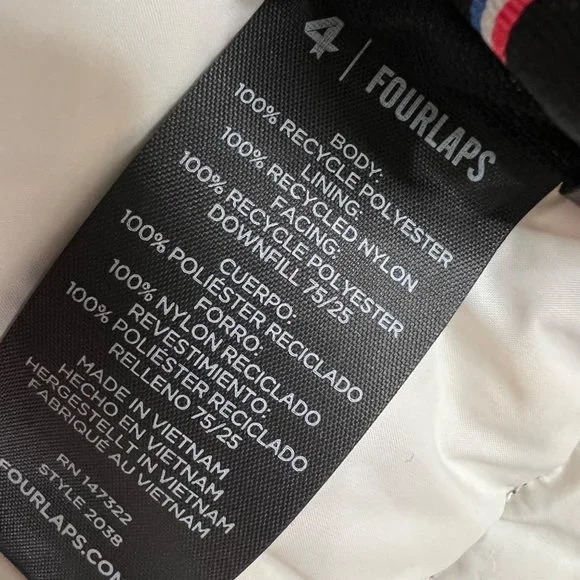 4 | FOURLAPS
BODY:
100% RECYCLE POLYESTER
LINING:
100% RECYCLED NYLON
FACING:
100% RECYCLE POLYESTER
DOWNFILL 75/25
CUERPO:
100% POLIÉSTER RECICLADO
FORRO:
100% NYLON RECICLADO
REVESTIMIENTO:
100% POLIÉSTER RECICLADO
RELLENO 75/25
MADE IN VIETNAM
HECHO EN VIETNAM
HERGESTELLT IN VIETNAM
FABRIQUÉ AU VIETNAM
RN 147322
STYLE 2038
FOURLAPS.COM